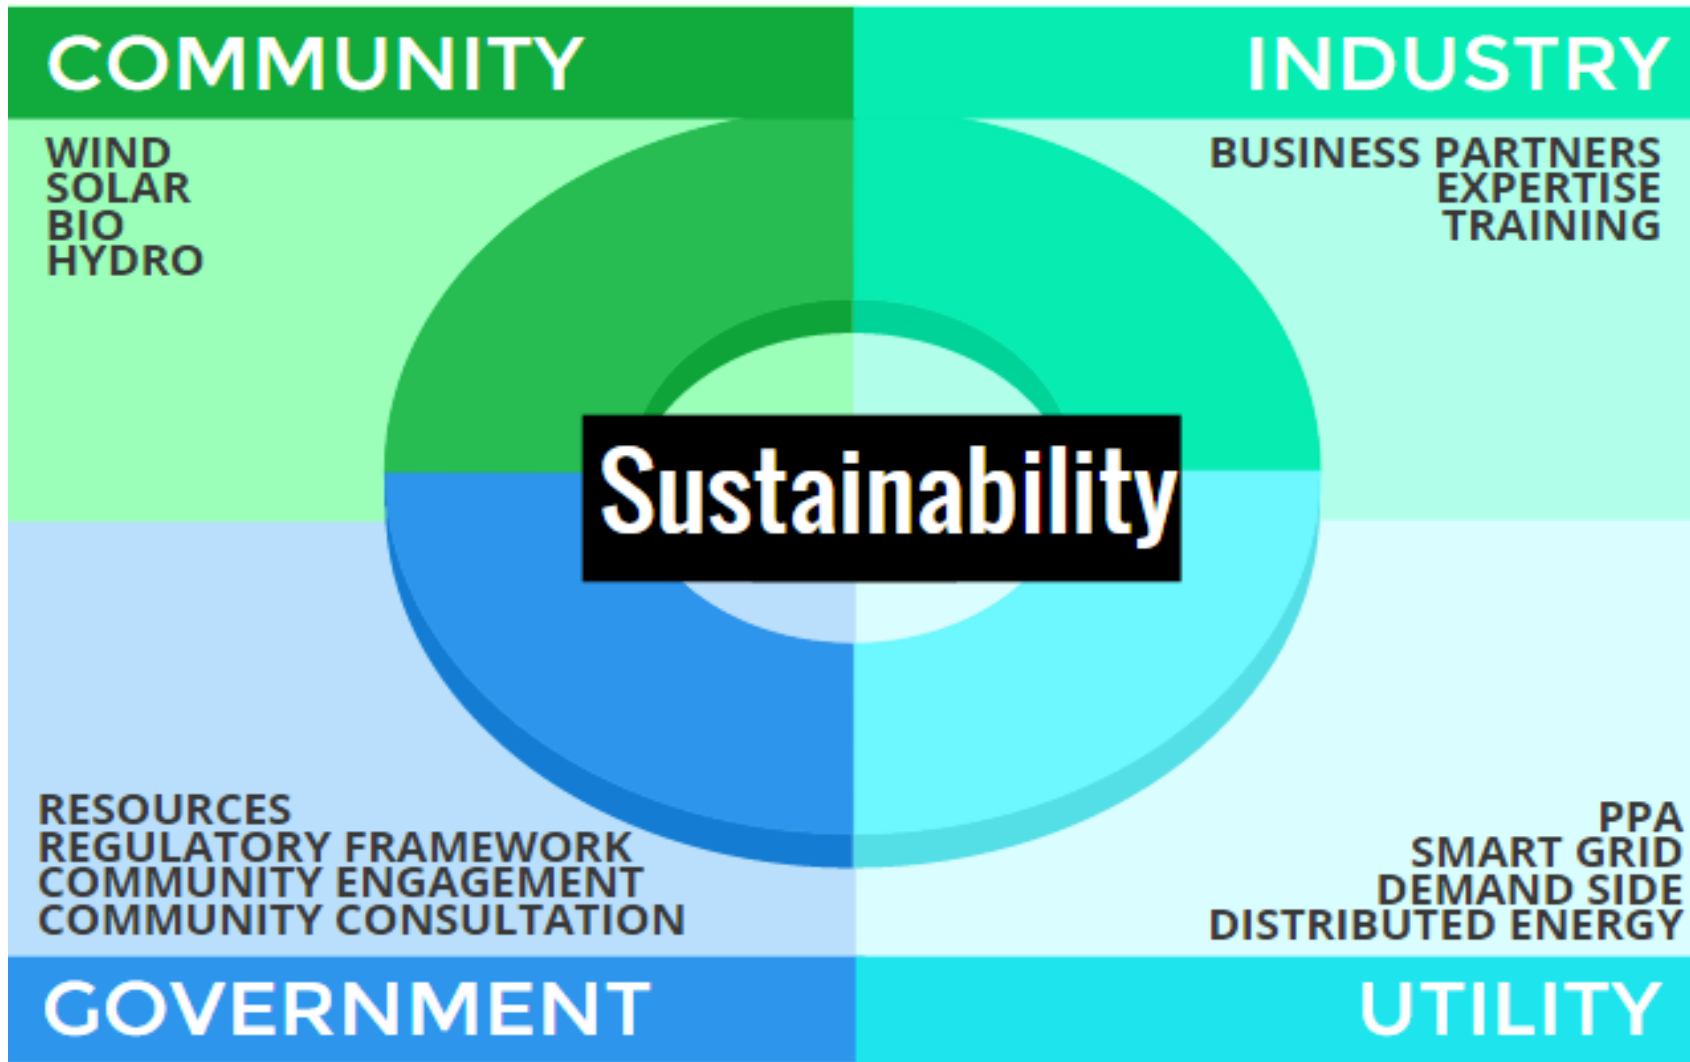 COMMUNITY
WIND
SOLAR
BIO
HYDRO
INDUSTRY
BUSINESS PARTNERS
EXPERTISE
TRAINING
Sustainability
RESOURCES
REGULATORY FRAMEWORK
COMMUNITY ENGAGEMENT
COMMUNITY CONSULTATION
GOVERNMENT
PPA
SMART GRID
DEMAND SIDE
DISTRIBUTED ENERGY
UTILITY